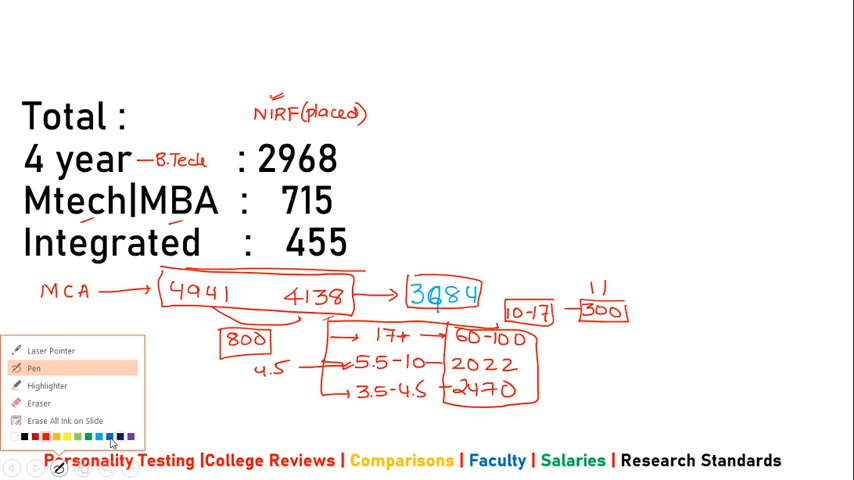 Total :
NIRF(placed)
4 year —B.Tech : 2968
Mtech|MBA : 715
Integrated : 455
MCA → 4941 4138 → 3684
11
10-17 — 300
800
17+ 60-100
4.5 5.5-10 2022
3.5-4.5 2470
Laser Pointer
Pen
Highlighter
Eraser
Erase All Ink on Slide
Personality Testing |College Reviews | Comparisons | Faculty | Salaries | Research Standards